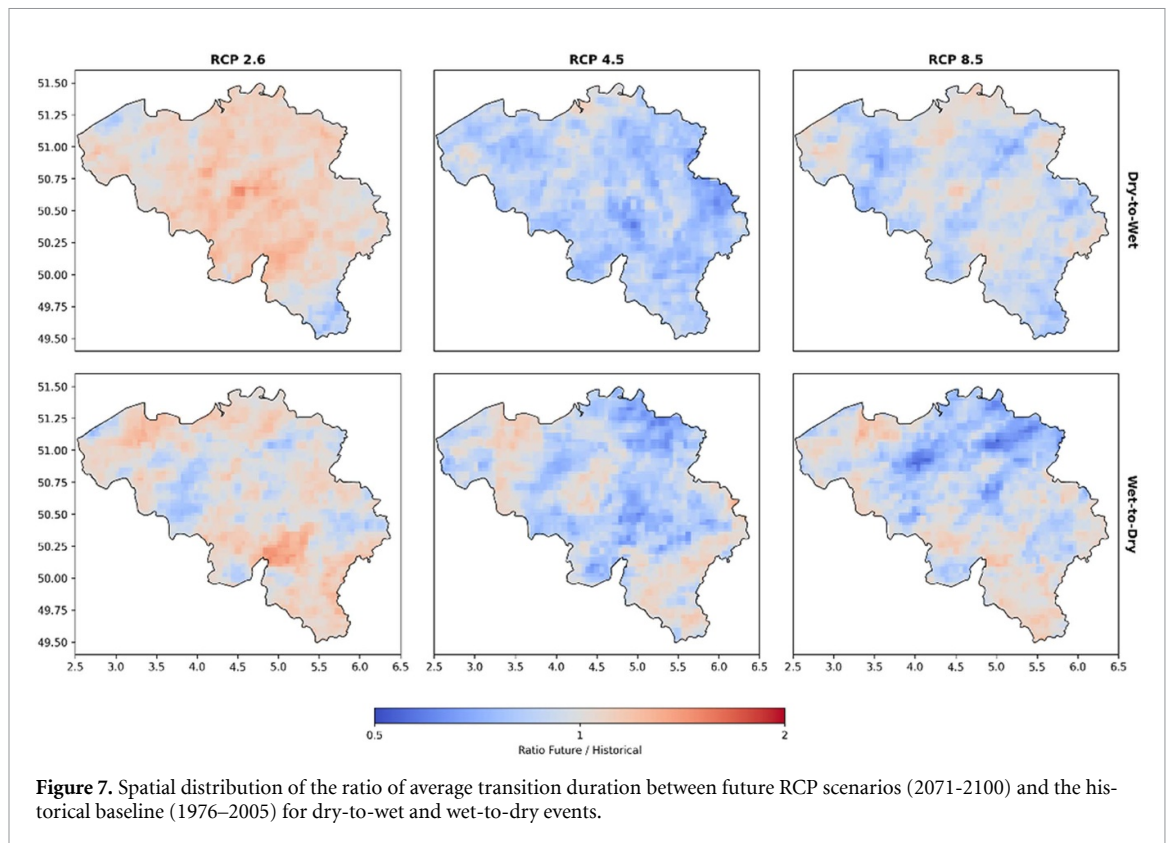 RCP 2.6 RCP 4.5 RCP 8.5
51.50
51.25
51.00
50.75
50.50
50.25
50.00
49.75
49.50
Dry-to-Wet
51.50
51.25
51.00
50.75
50.50
50.25
50.00
49.75
49.50
Wet-to-Dry
2.5 3.0 3.5 4.0 4.5 5.0 5.5 6.0 6.5 2.5 3.0 3.5 4.0 4.5 5.0 5.5 6.0 6.5 2.5 3.0 3.5 4.0 4.5 5.0 5.5 6.0 6.5
0.5 1 2
Ratio Future / Historical
Figure 7. Spatial distribution of the ratio of average transition duration between future RCP scenarios (2071-2100) and the his-
torical baseline (1976–2005) for dry-to-wet and wet-to-dry events.